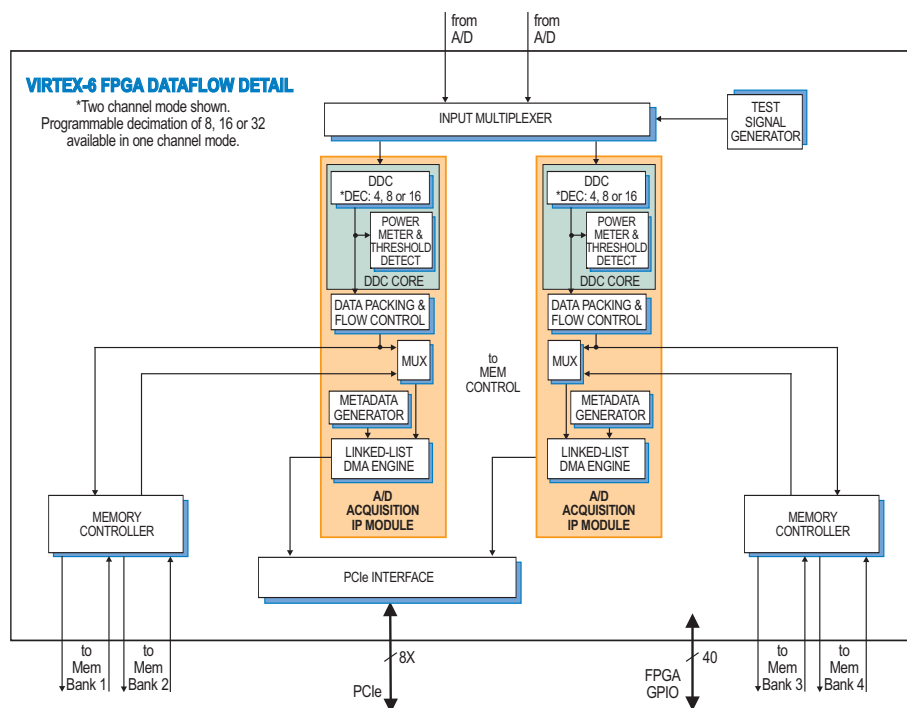 from
A/D
from
A/D
VIRTEX-6 FPGA DATAFLOW DETAIL
*Two channel mode shown.
Programmable decimation of 8, 16 or 32
available in one channel mode.
INPUT MULTIPLEXER
TEST
SIGNAL
GENERATOR
DDC
*DEC: 4, 8 or 16
POWER
METER &
THRESHOLD
DETECT
DDC CORE
DATA PACKING &
FLOW CONTROL
MUX
METADATA
GENERATOR
LINKED-LIST
DMA ENGINE
A/D
ACQUISITION
IP MODULE
to
MEM
CONTROL
DDC
*DEC: 4, 8 or 16
POWER
METER &
THRESHOLD
DETECT
DDC CORE
DATA PACKING &
FLOW CONTROL
MUX
METADATA
GENERATOR
LINKED-LIST
DMA ENGINE
A/D
ACQUISITION
IP MODULE
MEMORY
CONTROLLER
PCIe INTERFACE
MEMORY
CONTROLLER
to
Mem
Bank 1
to
Mem
Bank 2
8X
PCIe
40
FPGA
GPIO
to
Mem
Bank 3
to
Mem
Bank 4